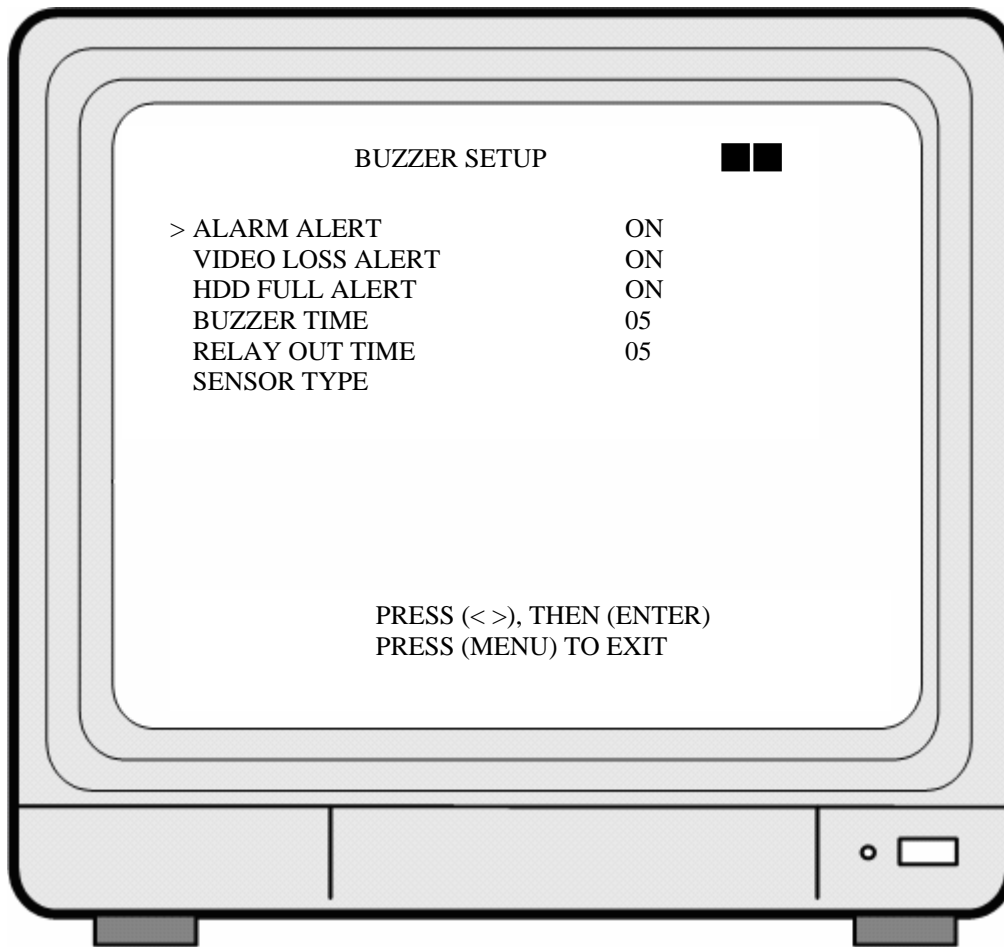 BUZZER SETUP
> ALARM ALERT ON
VIDEO LOSS ALERT ON
HDD FULL ALERT ON
BUZZER TIME 05
RELAY OUT TIME 05
SENSOR TYPE
PRESS (< >), THEN (ENTER)
PRESS (MENU) TO EXIT